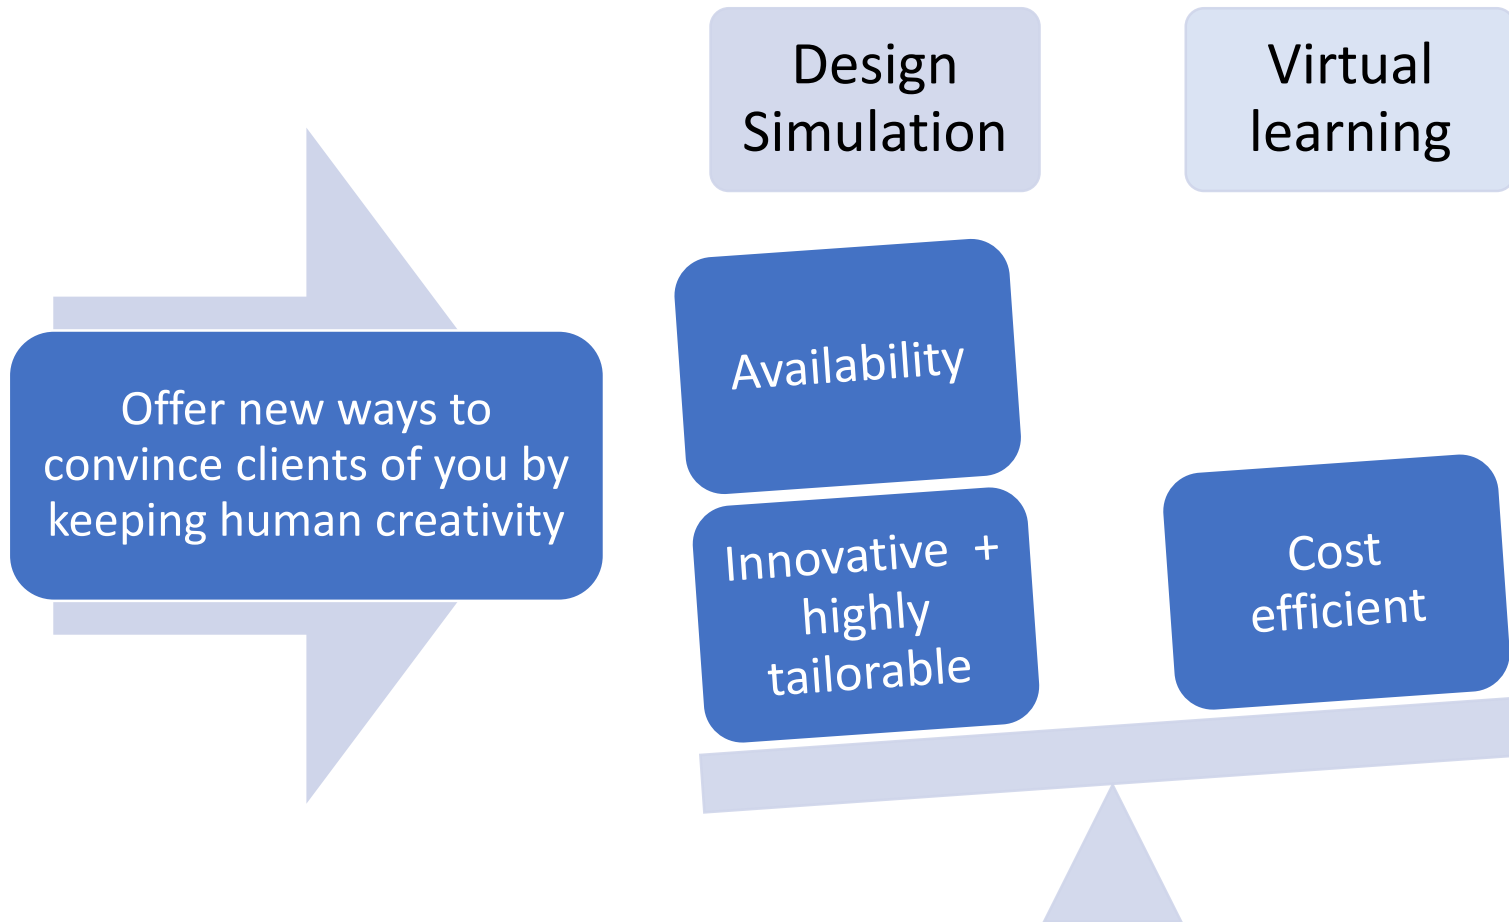 Design
Simulation
Virtual
learning
Offer new ways to
convince clients of you by
keeping human creativity
Availability
Innovative  +
highly
tailorable
Cost
efficient